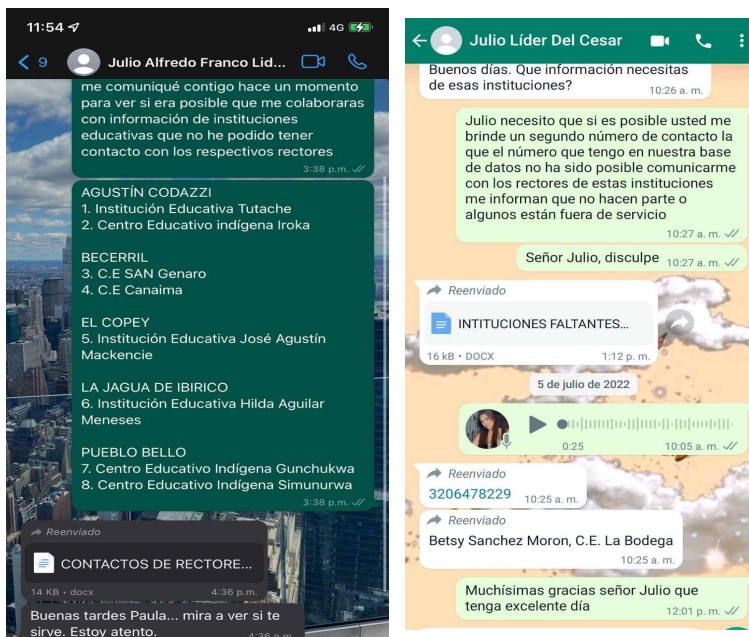 11:54
4G
9
Julio Alfredo Franco Lid...
me comuniqué contigo hace un momento
para ver si era posible que me colaboraras
con información de instituciones
educativas que no he podido tener
contacto con los respectivos rectores
3:38 p.m.
AGUSTÍN CODAZZI
1. Institución Educativa Tutache
2. Centro Educativo indígena Iroka
BECERRIL
3. C.E SAN Genaro
4. C.E Canaima
EL COPEY
5. Institución Educativa José Agustín
Mackencie
LA JAGUA DE IBIRICO
6. Institución Educativa Hilda Aguilar
Meneses
PUEBLO BELLO
7. Centro Educativo Indígena Gunchukwa
8. Centro Educativo Indígena Simunurwa
3:38 p.m.
Reenviado
CONTACTOS DE RECTORE...
14 KB • docx
4:36 p.m.
Buenas tardes Paula... mira a ver si te
sirve. Estoy atento.
4:36 p.m.
Julio Líder Del Cesar
Buenos días. Que información necesitas
de esas instituciones?
10:26 a. m.
Julio necesito que si es posible usted me
brinde un segundo número de contacto la
que el número que tengo en nuestra base
de datos no ha sido posible comunicarme
con los rectores de estas instituciones
me informan que no hacen parte o
algunos están fuera de servicio
10:27 a. m.
Señor Julio, disculpe
10:27 a. m.
Reenviado
INTITUCIONES FALTANTES...
16 kB • DOCX
1:12 p. m.
5 de julio de 2022
0:25
10:05 a. m.
Reenviado
3206478229
10:25 a. m.
Reenviado
Betsy Sanchez Moron, C.E. La Bodega
10:25 a. m.
Muchísimas gracias señor Julio que
tenga excelente día
12:01 p. m.